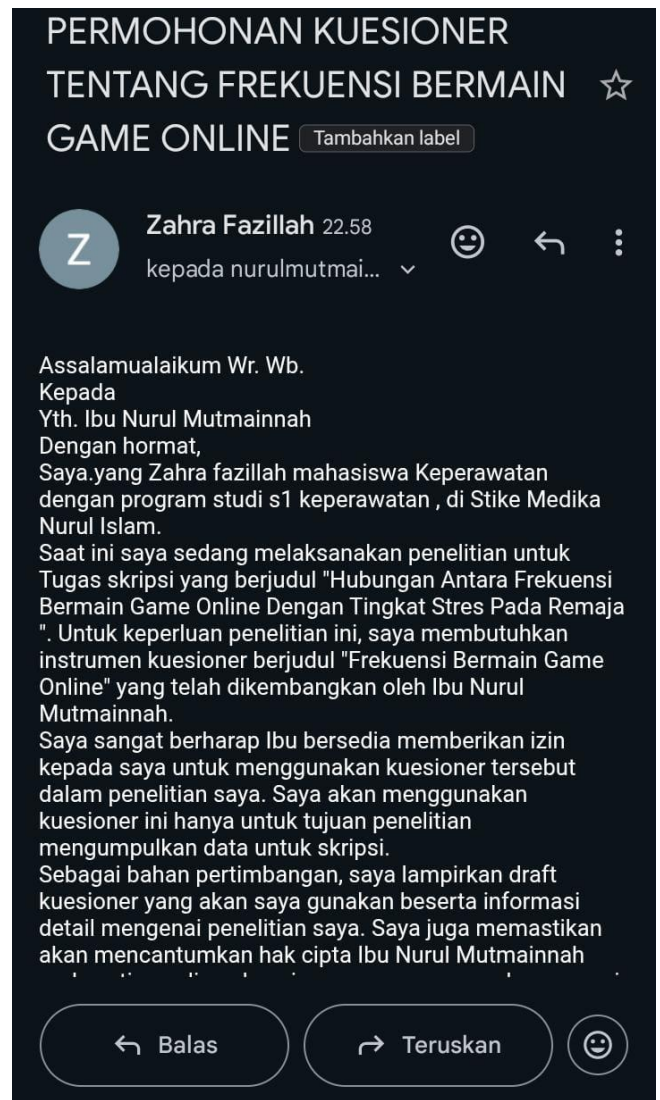 PERMOHONAN KUESIONER
TENTANG FREKUENSI BERMAIN
GAME ONLINE Tambahkan label
Z
Zahra Fazillah 22.58
kepada nurulmutmai...
Assalamualaikum Wr. Wb.
Kepada
Yth. Ibu Nurul Mutmainnah
Dengan hormat,
Saya.yang Zahra fazillah mahasiswa Keperawatan
dengan program studi s1 keperawatan , di Stike Medika
Nurul Islam.
Saat ini saya sedang melaksanakan penelitian untuk
Tugas skripsi yang berjudul "Hubungan Antara Frekuensi
Bermain Game Online Dengan Tingkat Stres Pada Remaja
". Untuk keperluan penelitian ini, saya membutuhkan
instrumen kuesioner berjudul "Frekuensi Bermain Game
Online" yang telah dikembangkan oleh Ibu Nurul
Mutmainnah.
Saya sangat berharap Ibu bersedia memberikan izin
kepada saya untuk menggunakan kuesioner tersebut
dalam penelitian saya. Saya akan menggunakan
kuesioner ini hanya untuk tujuan penelitian
mengumpulkan data untuk skripsi.
Sebagai bahan pertimbangan, saya lampirkan draft
kuesioner yang akan saya gunakan beserta informasi
detail mengenai penelitian saya. Saya juga memastikan
akan mencantumkan hak cipta Ibu Nurul Mutmainnah
Balas
Teruskan